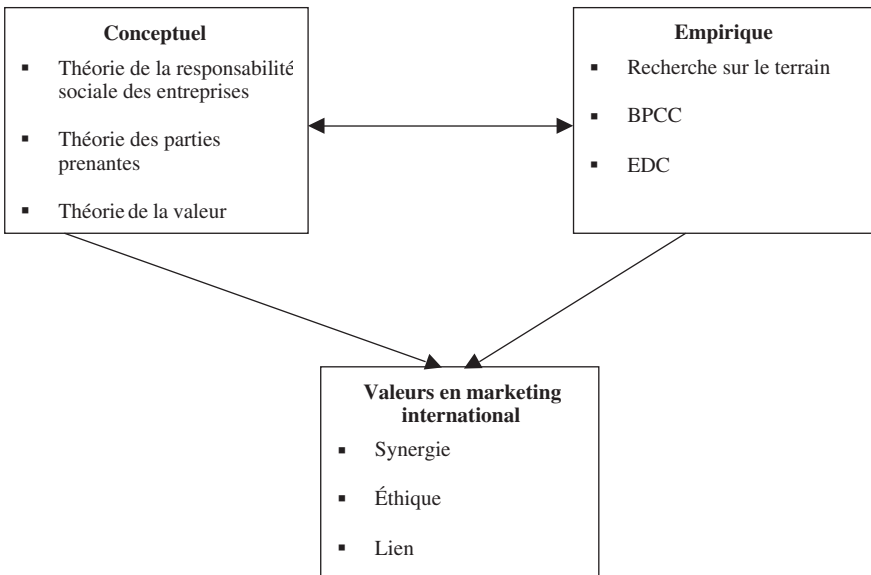 Conceptuel
▪ Théorie de la responsabilité
sociale des entreprises
▪ Théorie des parties
prenantes
▪ Théorie de la valeur
Empirique
▪ Recherche sur le terrain
▪ BPCC
▪ EDC
Valeurs en marketing
international
▪ Synergie
▪ Éthique
▪ Lien